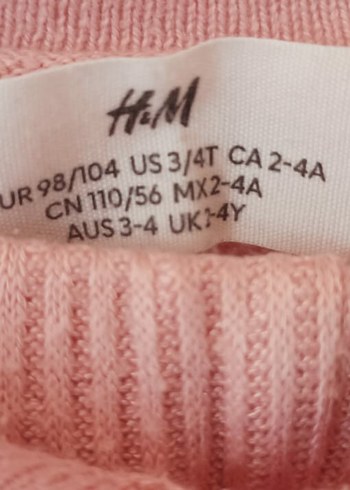 H&M
UR 98/104 US 3/4T CA 2-4A
CN 110/56 MX2-4A
AUS 3-4 UK